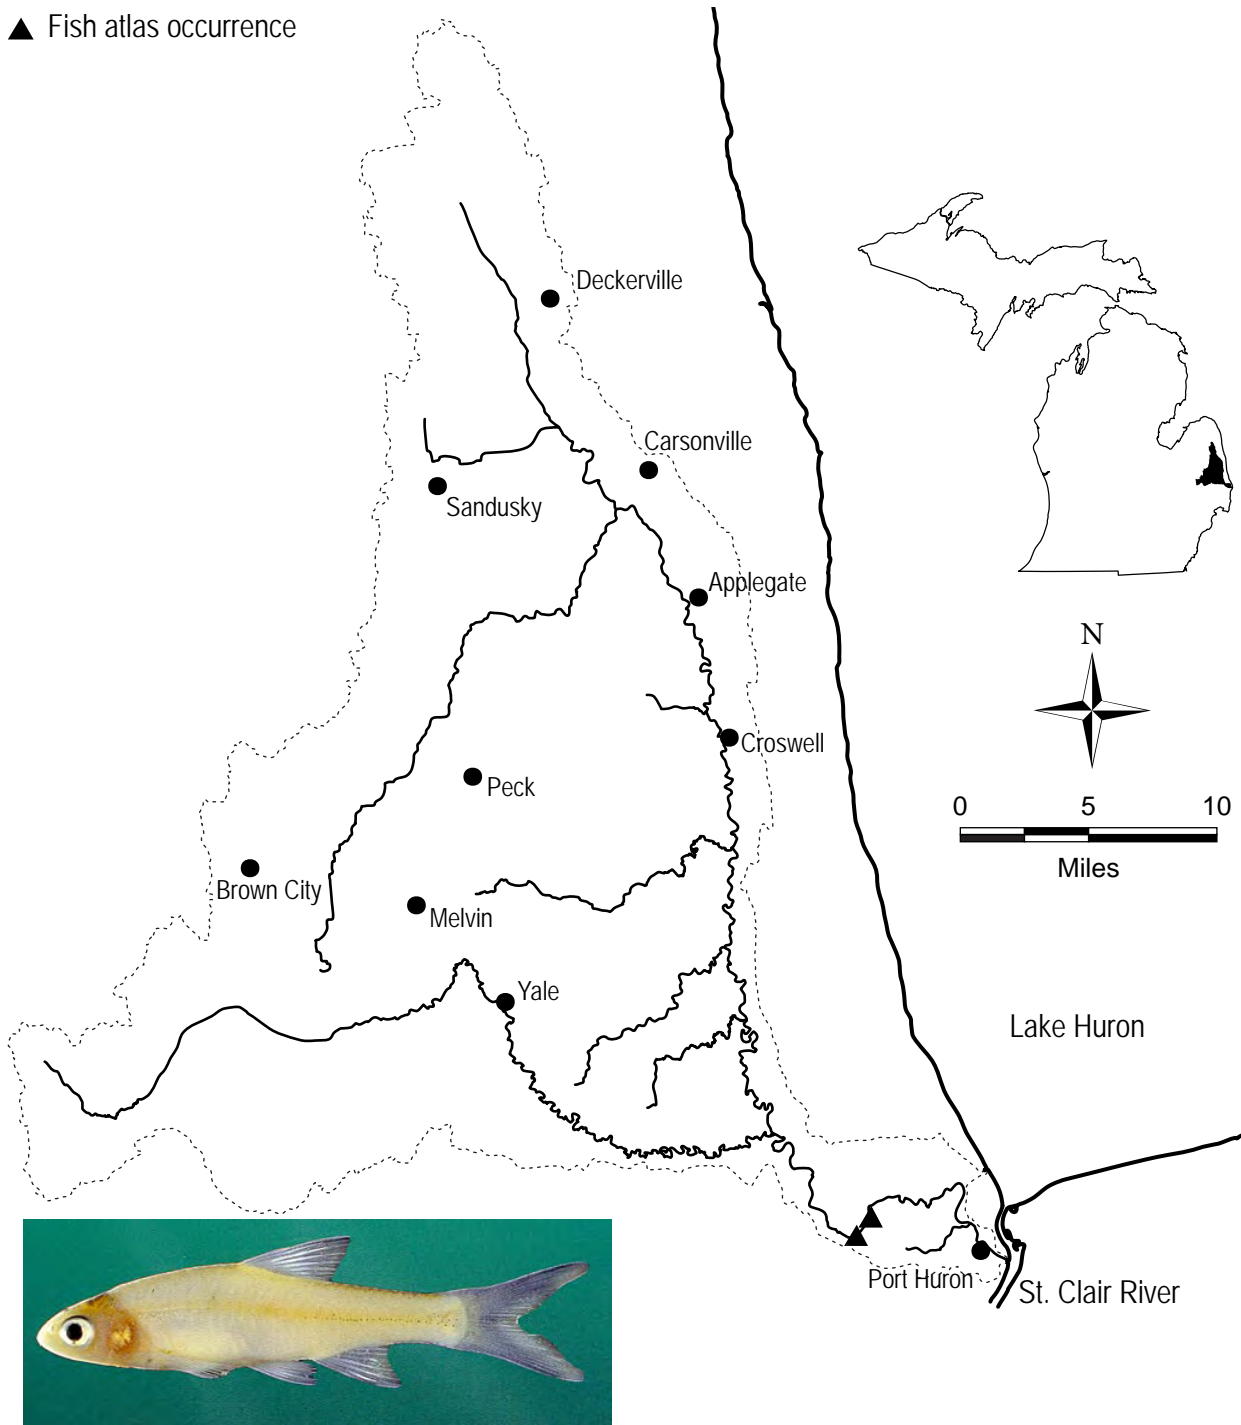 Fish atlas occurrence
Deckerville
Carsonville
Sandusky
Applegate
N
Croswell
Peck
0 5 10
Miles
Brown City
Melvin
Yale
Lake Huron
Port Huron
St. Clair River